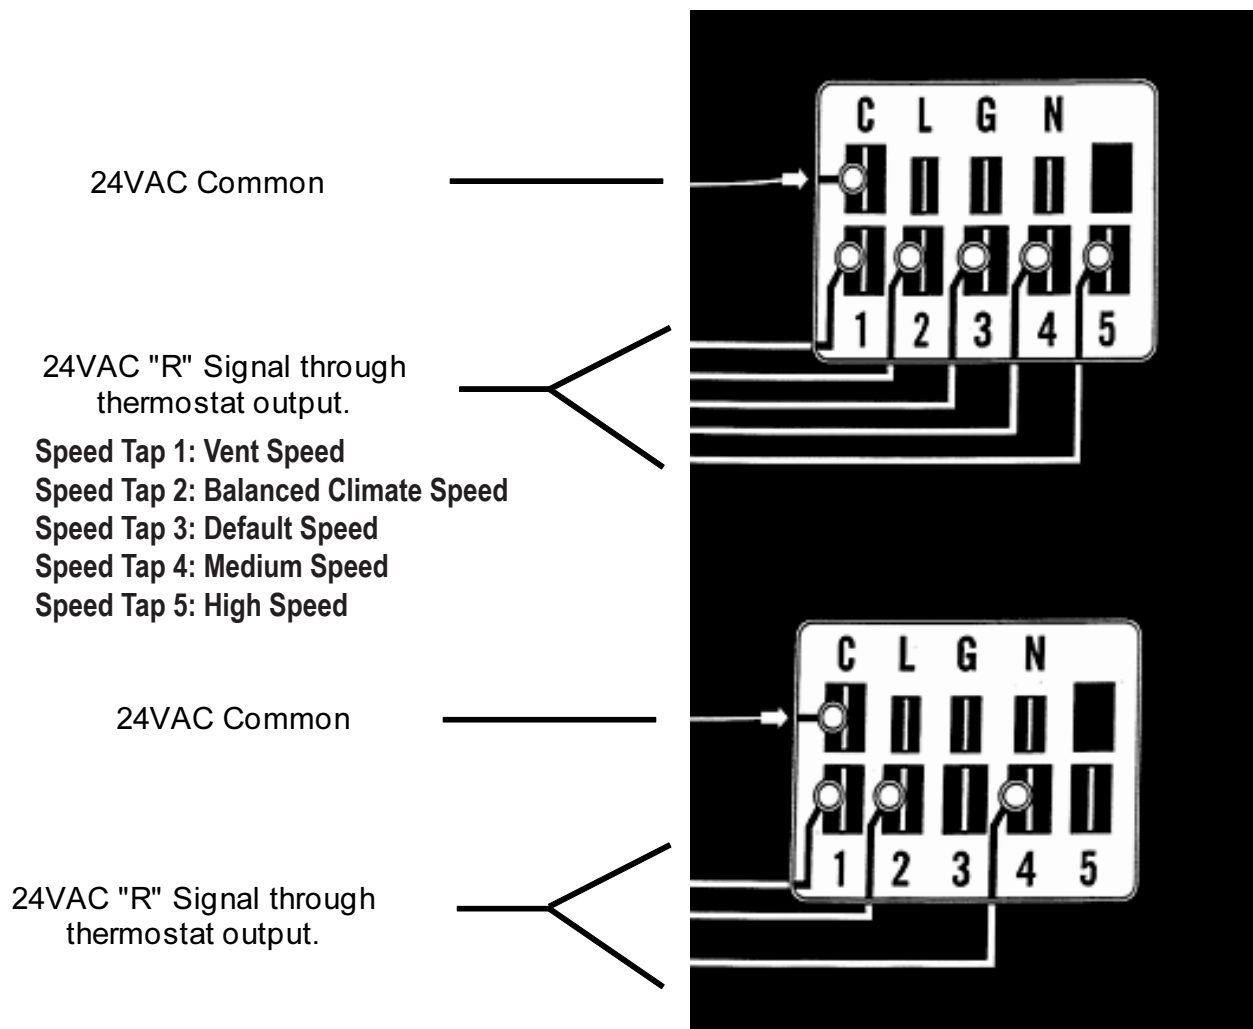 C L G N
24VAC Common
1 2 3 4 5
24VAC "R" Signal through
thermostat output.
Speed Tap 1: Vent Speed
Speed Tap 2: Balanced Climate Speed
Speed Tap 3: Default Speed
Speed Tap 4: Medium Speed
Speed Tap 5: High Speed
C L G N
24VAC Common
1 2 3 4 5
24VAC "R" Signal through
thermostat output.